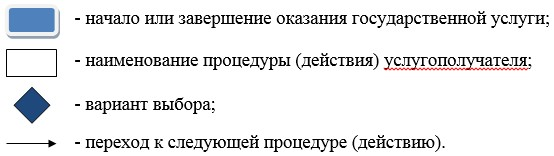 - начало или завершение оказания государственной услуги;
- наименование процедуры (действия) услугополучателя;
- вариант выбора;
- переход к следующей процедуре (действию).